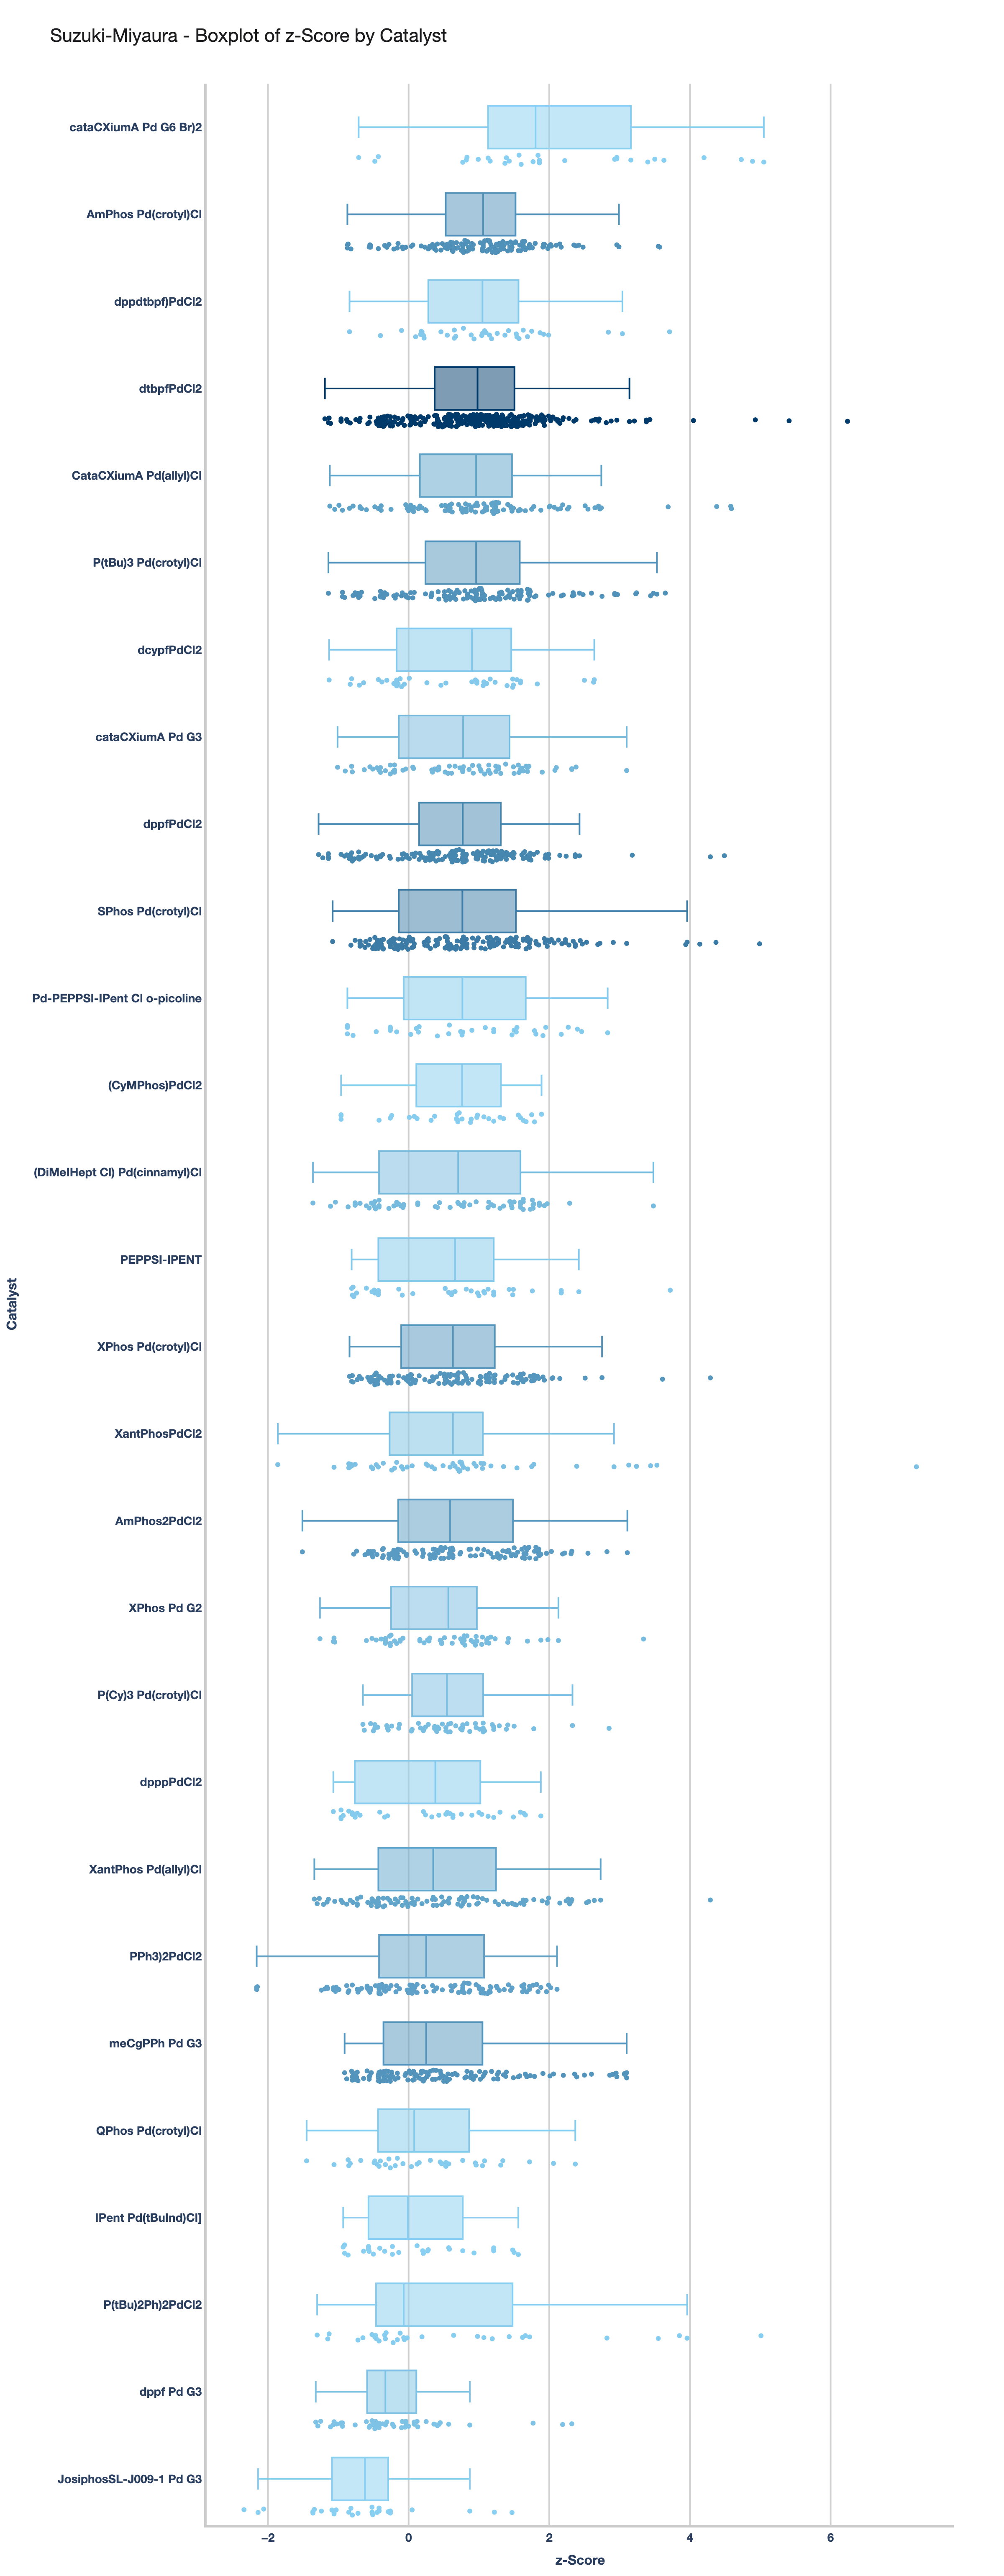 Suzuki-Miyaura - Boxplot of z-Score by Catalyst
cataCXiumA Pd G6 Br)2
AmPhos Pd(crotyl)Cl
dppdtbpf)PdCl2
dtbpfPdCl2
CataCXiumA Pd(allyl)Cl
P(tBu)3 Pd(crotyl)Cl
dcypfPdCl2
cataCXiumA Pd G3
dppfPdCl2
SPhos Pd(crotyl)Cl
Pd-PEPPSI-IPent Cl o-picoline
(CyMPhos)PdCl2
(DiMeIHept Cl) Pd(cinnamyl)Cl
PEPPSI-IPENT
Catalyst
XPhos Pd(crotyl)Cl
XantPhosPdCl2
AmPhos2PdCl2
XPhos Pd G2
P(Cy)3 Pd(crotyl)Cl
dpppPdCl2
XantPhos Pd(allyl)Cl
PPh3)2PdCl2
meCgPPh Pd G3
QPhos Pd(crotyl)Cl
IPent Pd(tBuInd)Cl]
P(tBu)2Ph)2PdCl2
dppf Pd G3
JosiphosSL-J009-1 Pd G3
−2 0 2 4 6
z-Score